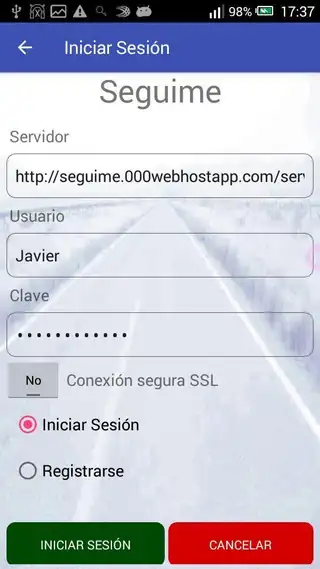 98% 17:37
Iniciar Sesión
Seguime
Servidor
http://seguime.000webhostapp.com/ser
Usuario
Javier
Clave
••••••••••••
No Conexión segura SSL
Iniciar Sesión
Registrarse
INICIAR SESIÓN CANCELAR